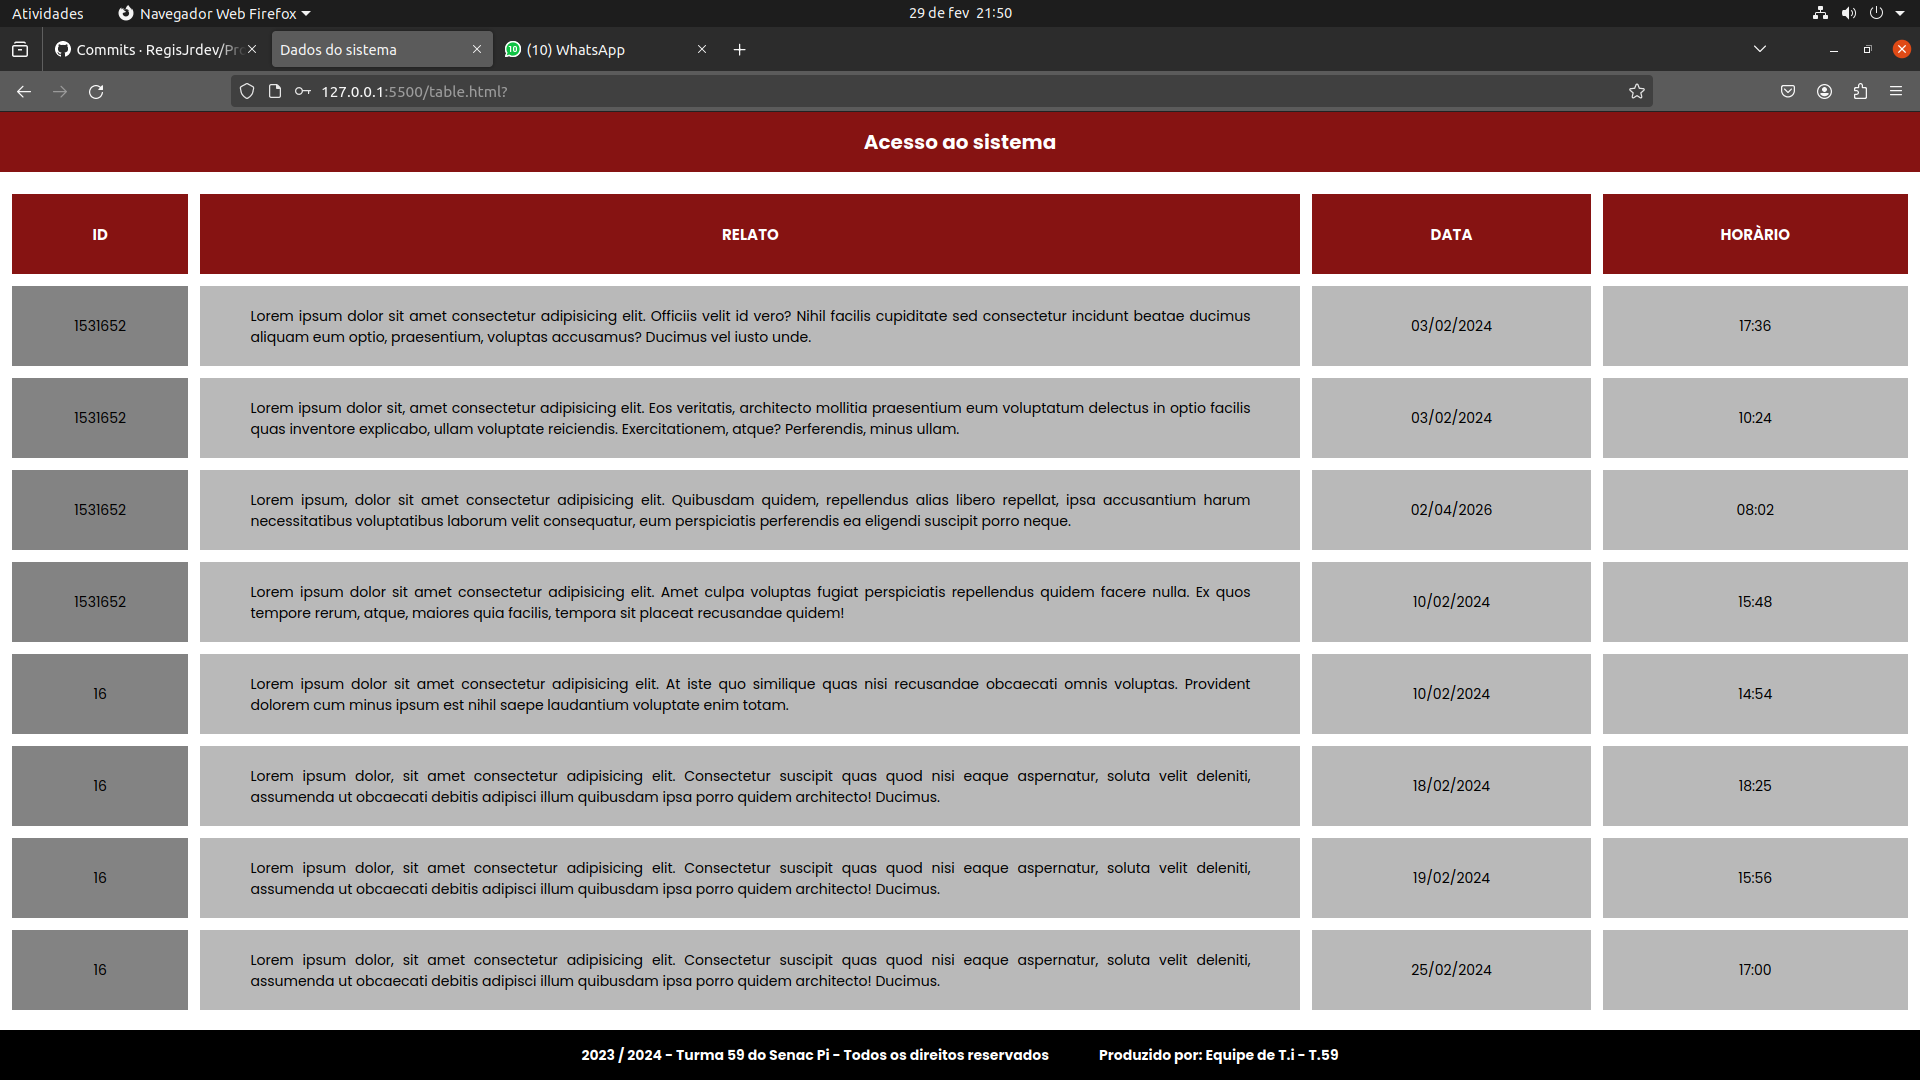 Atividades Navegador Web Firefox 29 de fev 21:50
Commits · RegisJrdev/Pro Dados do sistema (10) WhatsApp
127.0.0.1:5500/table.html?
Acesso ao sistema
ID RELATO DATA HORÀRIO
1531652 Lorem ipsum dolor sit amet consectetur adipisicing elit. Officiis velit id vero? Nihil facilis cupiditate sed consectetur incidunt beatae ducimus 03/02/2024 17:36
aliquam eum optio, praesentium, voluptas accusamus? Ducimus vel iusto unde.
1531652 Lorem ipsum dolor sit, amet consectetur adipisicing elit. Eos veritatis, architecto mollitia praesentium eum voluptatum delectus in optio facilis 03/02/2024 10:24
quas inventore explicabo, ullam voluptate reiciendis. Exercitationem, atque? Perferendis, minus ullam.
1531652 Lorem ipsum, dolor sit amet consectetur adipisicing elit. Quibusdam quidem, repellendus alias libero repellat, ipsa accusantium harum 02/04/2026 08:02
necessitatibus voluptatibus laborum velit consequatur, eum perspiciatis perferendis ea eligendi suscipit porro neque.
1531652 Lorem ipsum dolor sit amet consectetur adipisicing elit. Amet culpa voluptas fugiat perspiciatis repellendus quidem facere nulla. Ex quos 10/02/2024 15:48
tempore rerum, atque, maiores quia facilis, tempora sit placeat recusandae quidem!
16 Lorem ipsum dolor sit amet consectetur adipisicing elit. At iste quo similique quas nisi recusandae obcaecati omnis voluptas. Provident 10/02/2024 14:54
dolorem cum minus ipsum est nihil saepe laudantium voluptate enim totam.
16 Lorem ipsum dolor, sit amet consectetur adipisicing elit. Consectetur suscipit quas quod nisi eaque aspernatur, soluta velit deleniti, 18/02/2024 18:25
assumenda ut obcaecati debitis adipisci illum quibusdam ipsa porro quidem architecto! Ducimus.
16 Lorem ipsum dolor, sit amet consectetur adipisicing elit. Consectetur suscipit quas quod nisi eaque aspernatur, soluta velit deleniti, 19/02/2024 15:56
assumenda ut obcaecati debitis adipisci illum quibusdam ipsa porro quidem architecto! Ducimus.
16 Lorem ipsum dolor, sit amet consectetur adipisicing elit. Consectetur suscipit quas quod nisi eaque aspernatur, soluta velit deleniti, 25/02/2024 17:00
assumenda ut obcaecati debitis adipisci illum quibusdam ipsa porro quidem architecto! Ducimus.
2023 / 2024 - Turma 59 do Senac Pi - Todos os direitos reservados Produzido por: Equipe de T.i - T.59